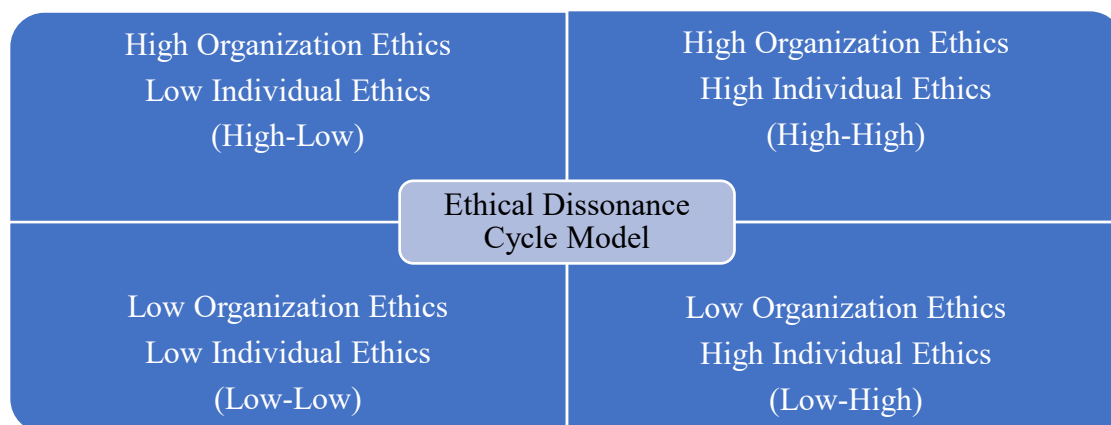 High Organization Ethics
Low Individual Ethics
(High-Low)
High Organization Ethics
High Individual Ethics
(High-High)
Ethical Dissonance
Cycle Model
Low Organization Ethics
Low Individual Ethics
(Low-Low)
Low Organization Ethics
High Individual Ethics
(Low-High)